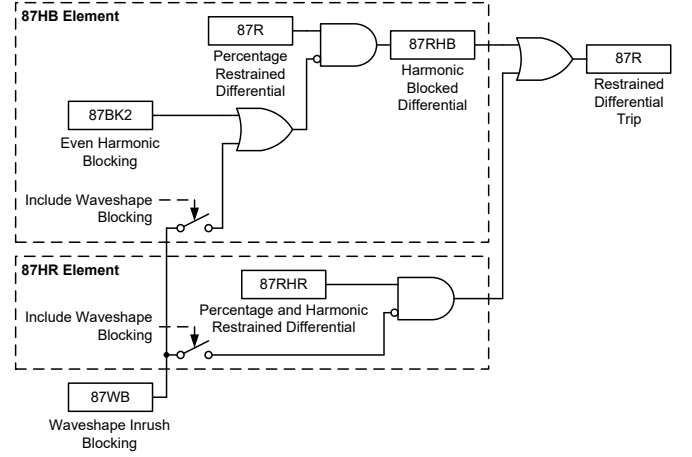 87HB Element
87R
Percentage
Restrained
Differential
87RHB
Harmonic
Blocked
Differential
87R
Restrained
Differential
Trip
87BK2
Even Harmonic
Blocking
Include Waveshape
Blocking
87HR Element
87RHR
Percentage and Harmonic
Restrained Differential
Include Waveshape
Blocking
87WB
Waveshape Inrush
Blocking